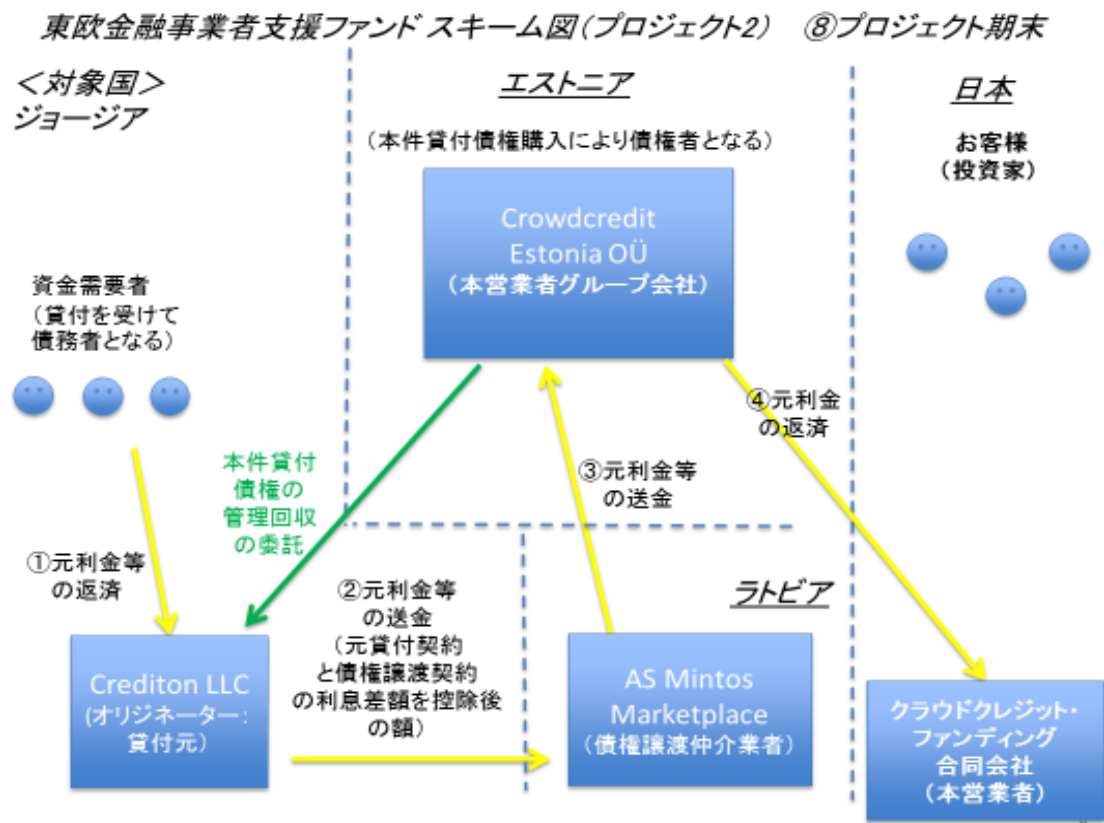 東欧金融事業者支援ファンド スキーム図（プロジェクト2）　⑧プロジェクト期末
＜対象国＞
ジョージア
エストニア
日本
（本件貸付債権購入により債権者となる）
お客様
（投資家）
Crowdcredit
Estonia OÜ
（本営業者グループ会社）
資金需要者
（貸付を受けて
債務者となる）
④元利金
の返済
本件貸付
債権の
管理回収
の委託
③元利金等
の送金
①元利金等
の返済
②元利金等
の送金
（元貸付契約
と債権譲渡契約
の利息差額を控除後
の額）
ラトビア
Crediton LLC
(オリジネーター：
貸付元）
AS Mintos
Marketplace
（債権譲渡仲介業者）
クラウドクレジット・
ファンディング
合同会社
（本営業者）